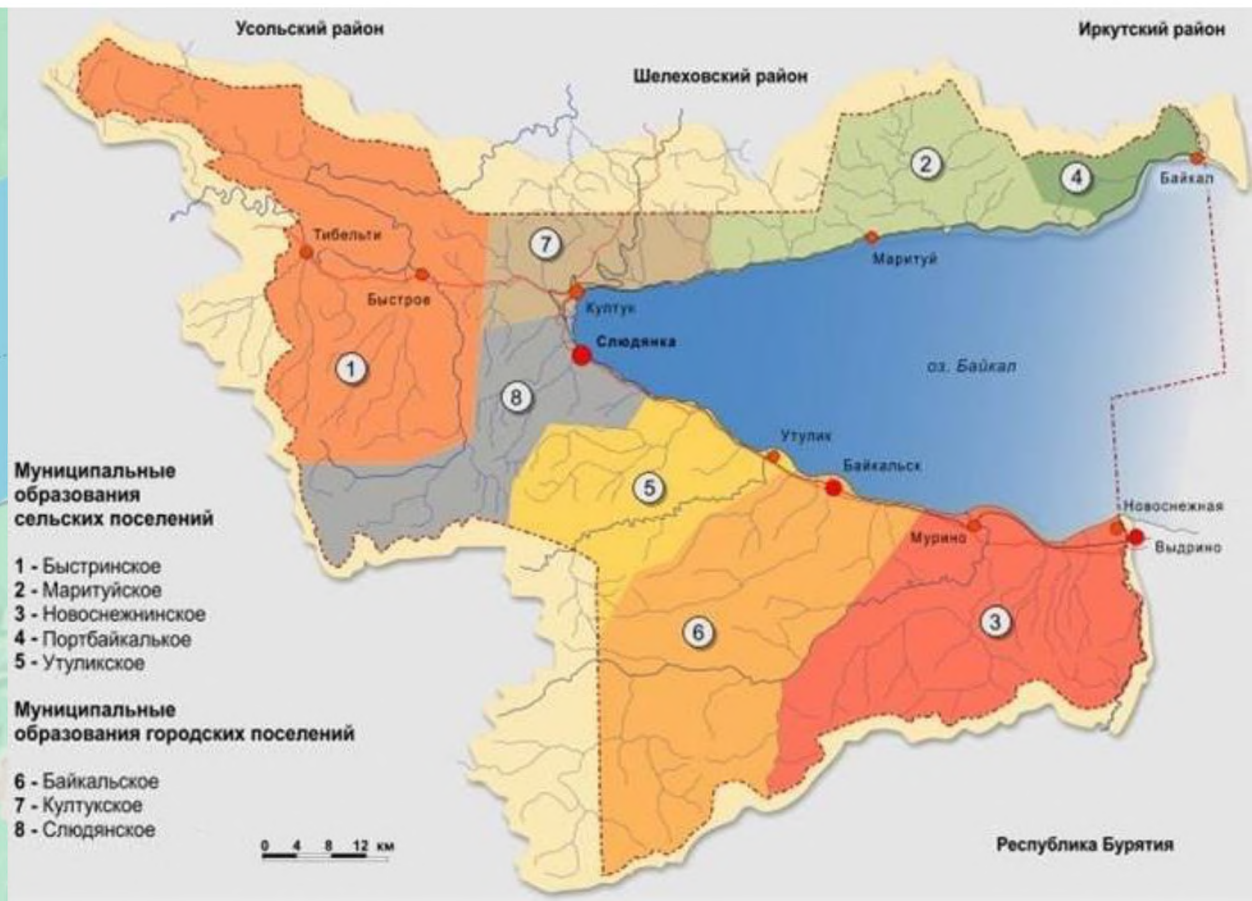 Усольский район
Иркутский район
Шелеховский район
2
4
Байкал
7
Тибельти
Маритуй
Быстров
Култук
Слюдянка
1
оз. Байкал
8
Утулик
Муниципальные
образования
сельских поселений
Байкальск
5
Новоснежная
Мурино
Выдрино
1 - Быстринское
2 - Маритуйское
3 - Новоснежнинское
4 - Портбайкалькое
5 - Утуликское
6
3
Муниципальные
образования городских поселений
6 - Байкальское
7 - Култукское
8 - Слюдянское
0 4 8 12 км
Республика Бурятия